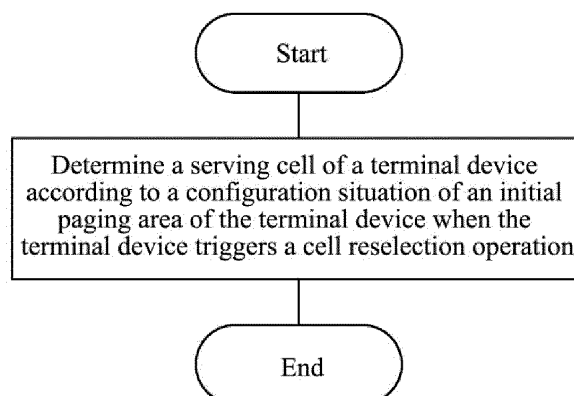 Start
Determine a serving cell of a terminal device
according to a configuration situation of an initial
paging area of the terminal device when the
terminal device triggers a cell reselection operation
End